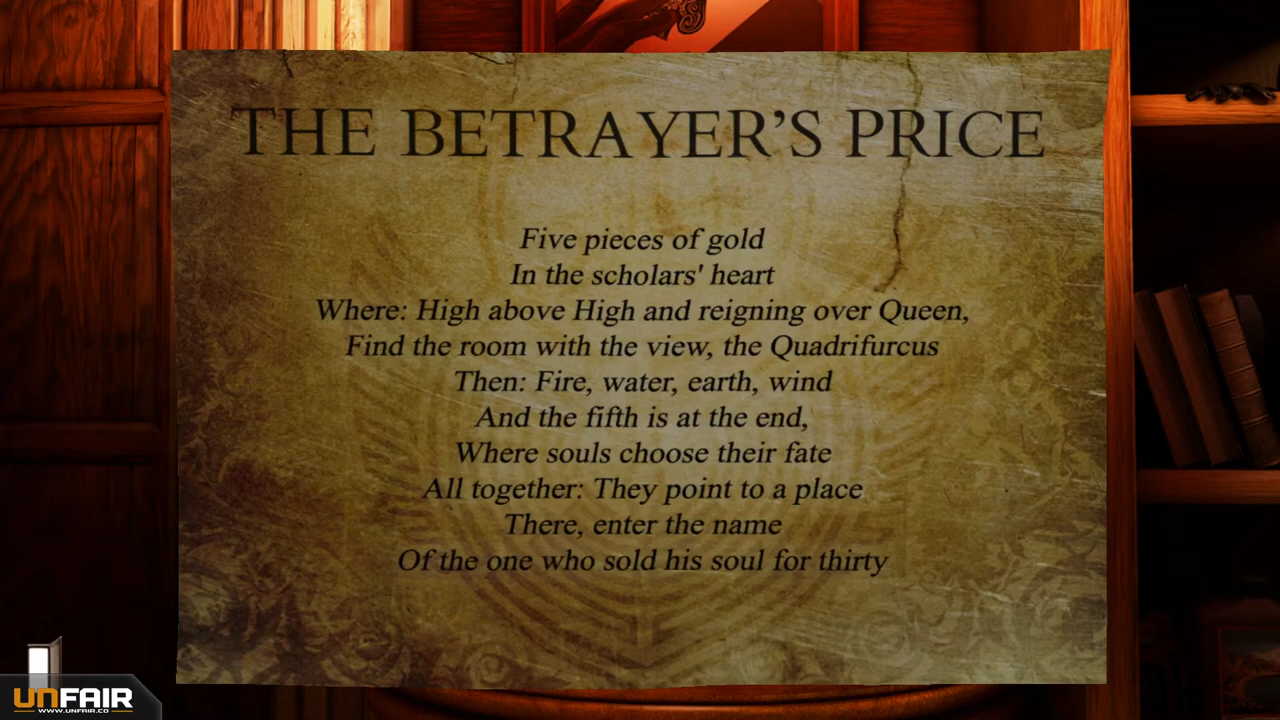 THE BETRAYER'S PRICE
Five pieces of gold
In the scholars' heart
Where: High above High and reigning over Queen,
Find the room with the view, the Quadrifurcus
Then: Fire, water, earth, wind
And the fifth is at the end,
Where souls choose their fate
All together: They point to a place
There, enter the name
Of the one who sold his soul for thirty
UNFAIR
WWW.UNFAIR.CO